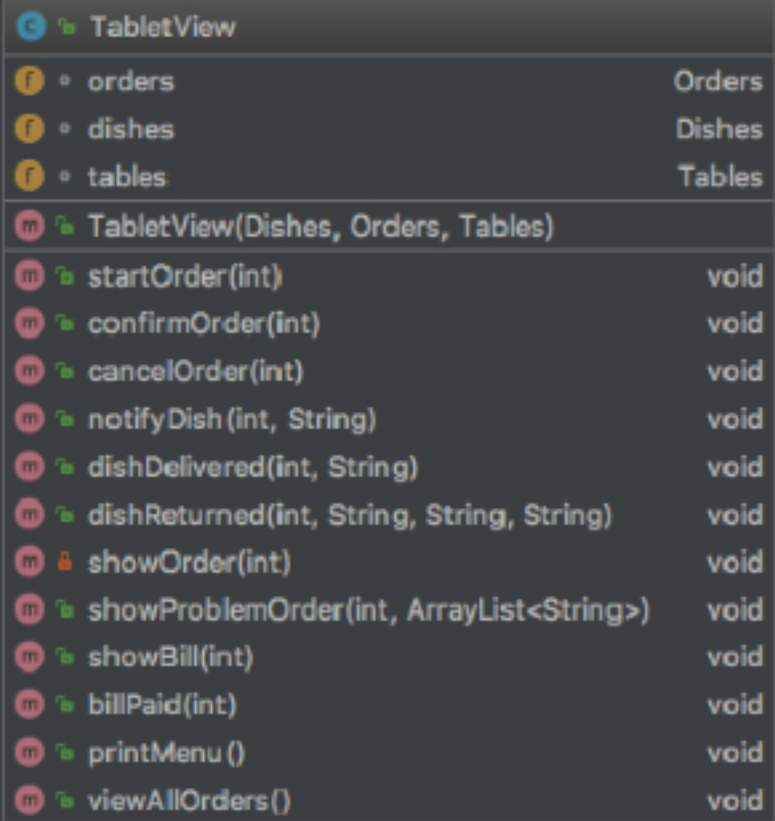 TabletView
orders Orders
dishes Dishes
tables Tables
TabletView(Dishes, Orders, Tables)
startOrder(int) void
confirmOrder(int) void
cancelOrder(int) void
notifyDish(int, String) void
dishDelivered(int, String) void
dishReturned(int, String, String, String) void
showOrder(int) void
showProblemOrder(int, ArrayList<String>) void
showBill(int) void
billPaid(int) void
printMenu() void
viewAllOrders() void